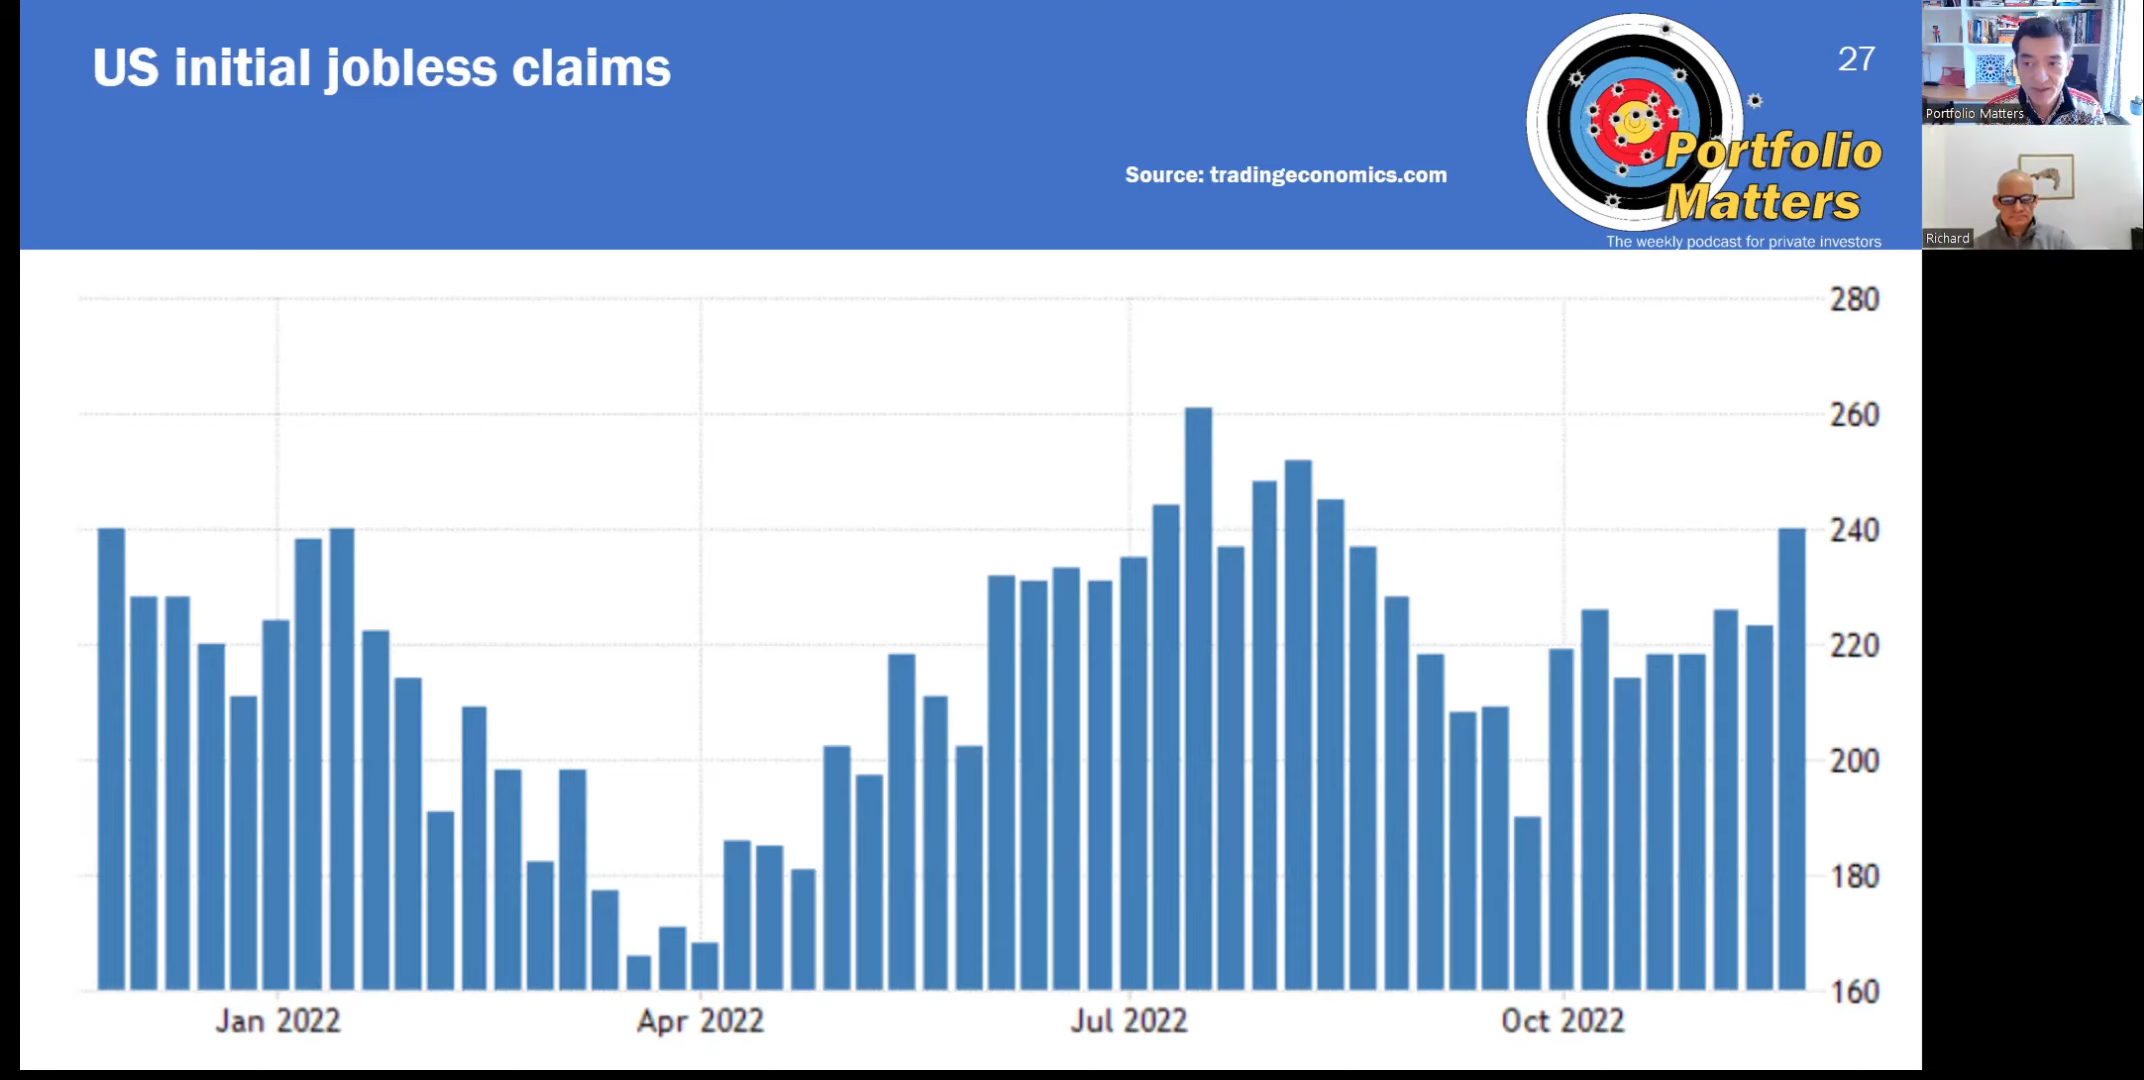 US initial jobless claims
Source: tradingeconomics.com
27
Portfolio
Matters
The weekly podcast for private investors
Portfolio Matters
Richard
280
260
240
220
200
180
160
Jan 2022
Apr 2022
Jul 2022
Oct 2022